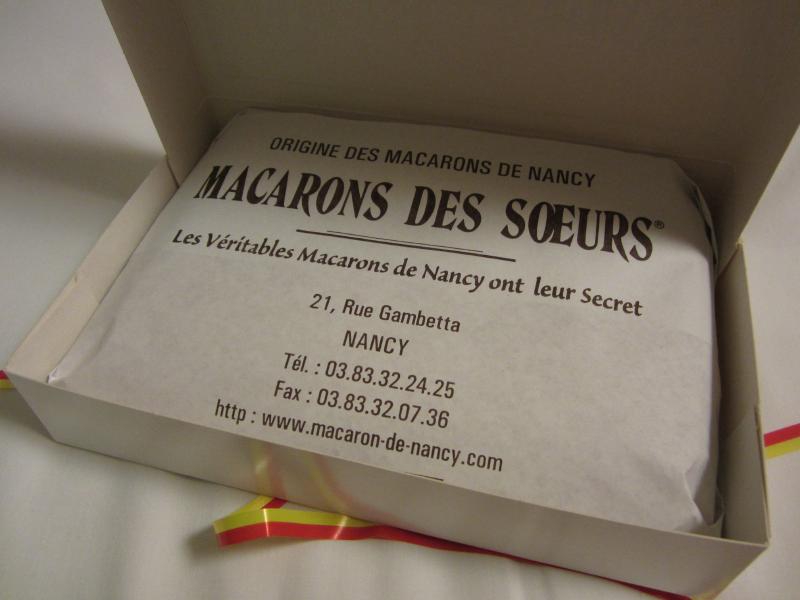 ORIGINE DES MACARONS DE NANCY
MACARONS DES SŒURS®
Les Véritables Macarons de Nancy ont leur Secret
21, Rue Gambetta
NANCY
Tél. : 03.83.32.24.25
Fax : 03.83.32.07.36
http : www.macaron-de-nancy.com